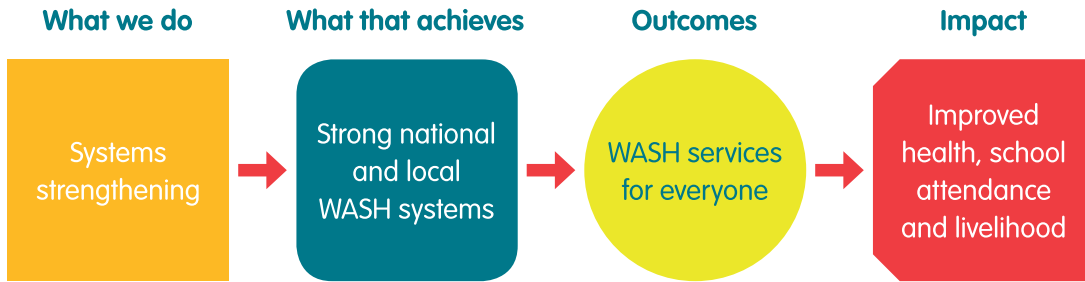 What we do
What that achieves
Outcomes
Impact
Systems
strengthening
Strong national
and local
WASH systems
WASH services
for everyone
Improved
health, school
attendance
and livelihood